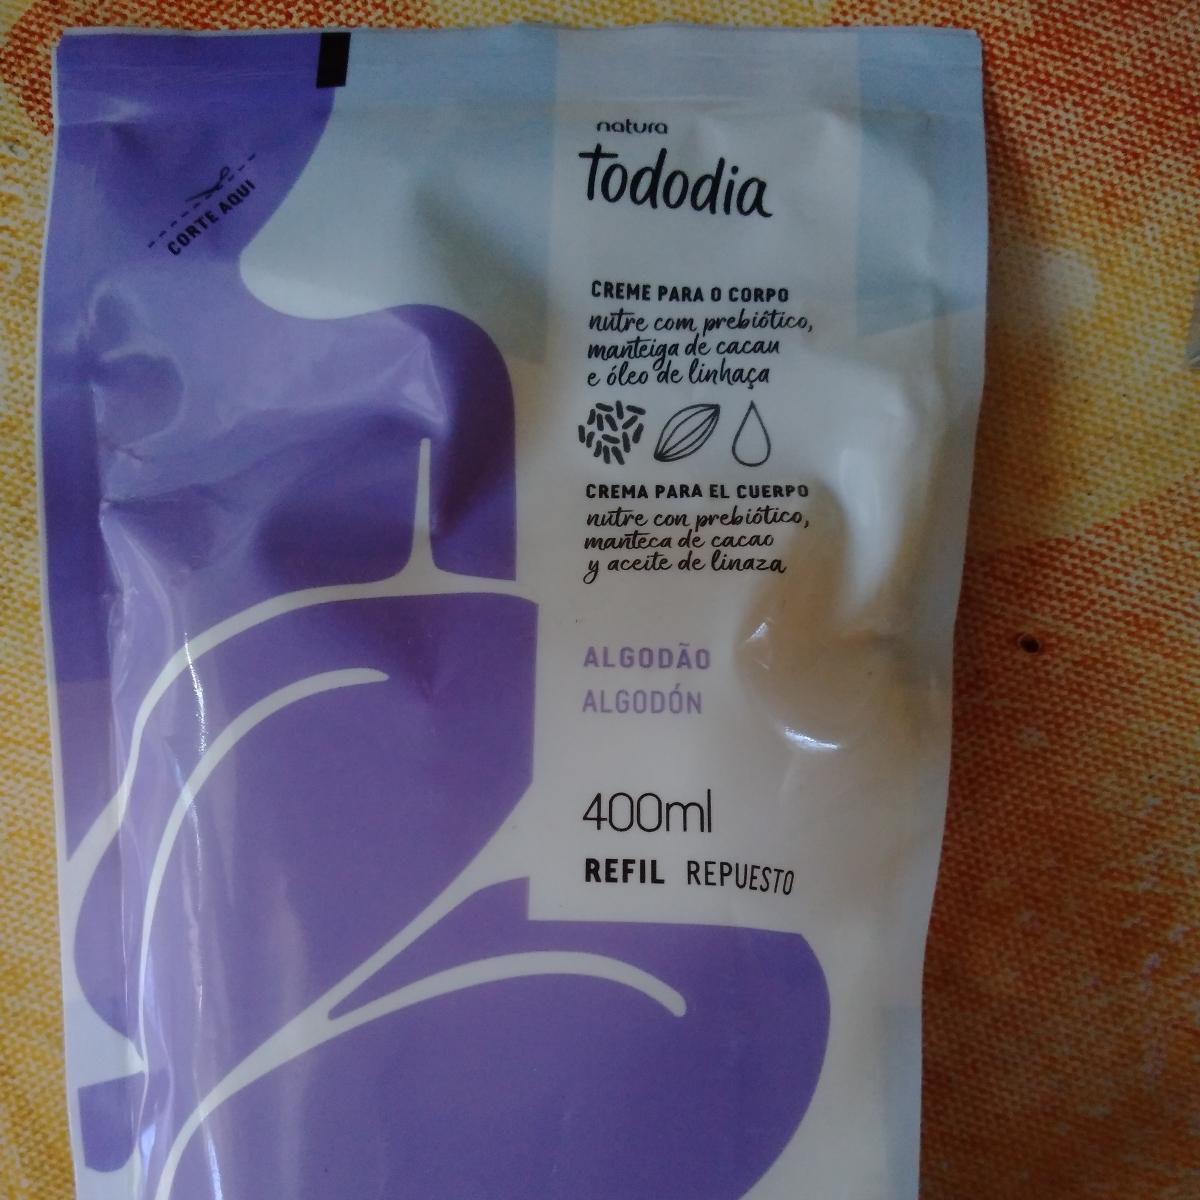 natura
Tododia
CORTE AQUI
CREME PARA O CORPO
nutre com prebiótico,
manteiga de cacau
e óleo de linhaça
CREMA PARA EL CUERPO
nutre con prebiótico,
manteca de cacao
y aceite de linaza
ALGODÃO
ALGODÓN
400ml
REFIL REPUESTO